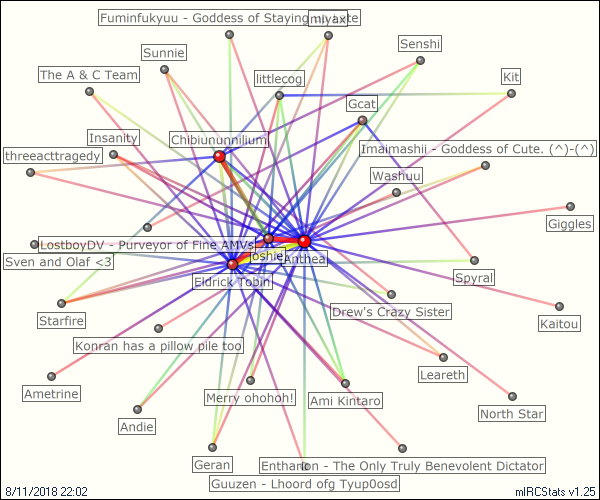 Fuminfukyuu - Goddess of Staying up Late
miyax
Senshi
Sunnie
The A & C Team
littlecog
Kit
Gcat
Insanity
Chibiununnilium
Imaimashii - Goddess of Cute. (^)-(^)
threeacttragedy
Washuu
Giggles
LostboyDV - Purveyor of Fine AMVs
Sven and Olaf <3
Anthea
Eldrick Tobin
Spyral
Starfire
Drew's Crazy Sister
Kaitou
Konran has a pillow pile too
Leareth
Ametrine
Merry ohohoh!
Ami Kintaro
North Star
Andie
Geran
- The Only Truly Benevolent Dictator
Guuzen - Lhoord ofg Tyup0osd
8/11/2018 22:02
mIRCStats v1.25